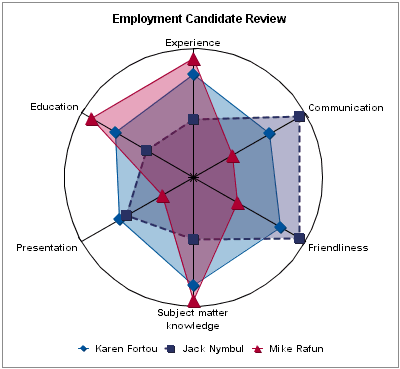 Employment Candidate Review
Experience
Education
Communication
Presentation
Friendliness
Subject matter
knowledge
Karen Fortou
Jack Nymbul
Mike Rafun